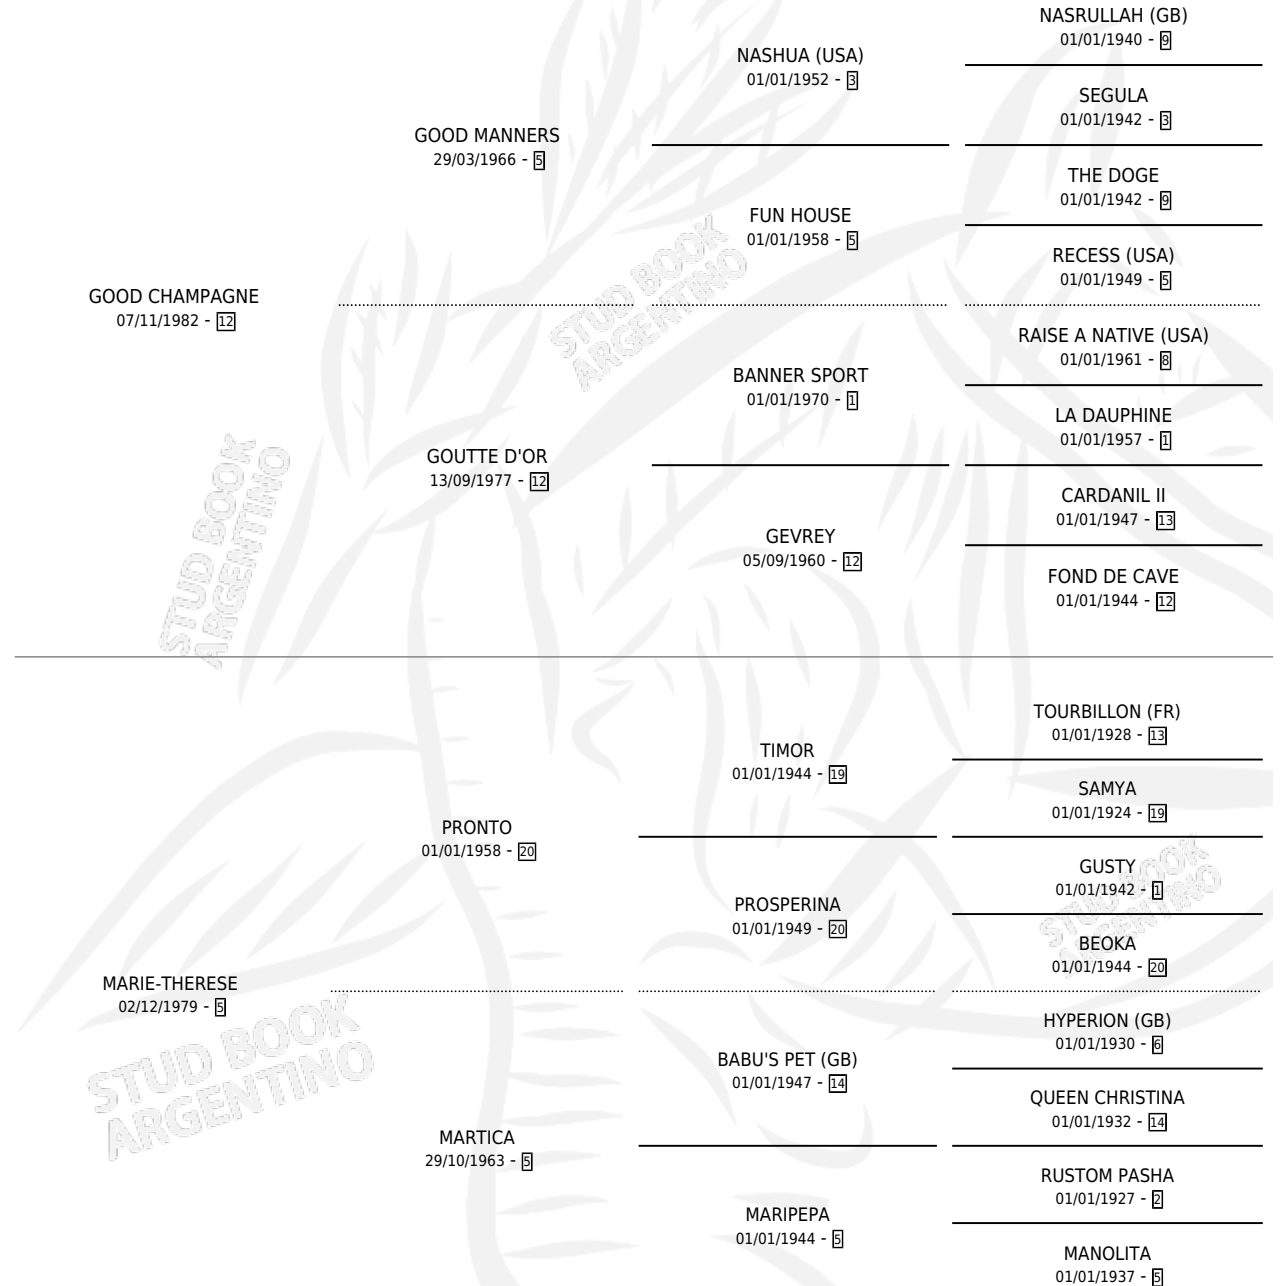 NASRULLAH (GB)
01/01/1940 - 9
NASHUA (USA)
01/01/1952 - 3
SEGULA
01/01/1942 - 3
GOOD MANNERS
29/03/1966 - 5
THE DOGE
01/01/1942 - 9
FUN HOUSE
01/01/1958 - 5
RECESS (USA)
01/01/1949 - 5
GOOD CHAMPAGNE
07/11/1982 - 12
STUD BOOK
ARGENTINO
RAISE A NATIVE (USA)
01/01/1961 - 8
BANNER SPORT
01/01/1970 - 1
LA DAUPHINE
01/01/1957 - 1
GOUTTE D'OR
13/09/1977 - 12
CARDANIL II
01/01/1947 - 13
GEVREY
05/09/1960 - 12
FOND DE CAVE
01/01/1944 - 12
STUD BOOK
ARGENTINO
TOURBILLON (FR)
01/01/1928 - 13
TIMOR
01/01/1944 - 19
SAMYA
01/01/1924 - 19
PRONTO
01/01/1958 - 20
GUSTY
01/01/1942 - 1
PROSPERINA
01/01/1949 - 20
STUD BOOK
ARGENTINO
BEOKA
01/01/1944 - 20
MARIE-THERESE
02/12/1979 - 5
HYPERION (GB)
01/01/1930 - 6
BABU'S PET (GB)
01/01/1947 - 14
QUEEN CHRISTINA
01/01/1932 - 14
STUD BOOK
ARGENTINO
MARTICA
29/10/1963 - 5
RUSTOM PASHA
01/01/1927 - 2
MARIPEPA
01/01/1944 - 5
MANOLITA
01/01/1937 - 5